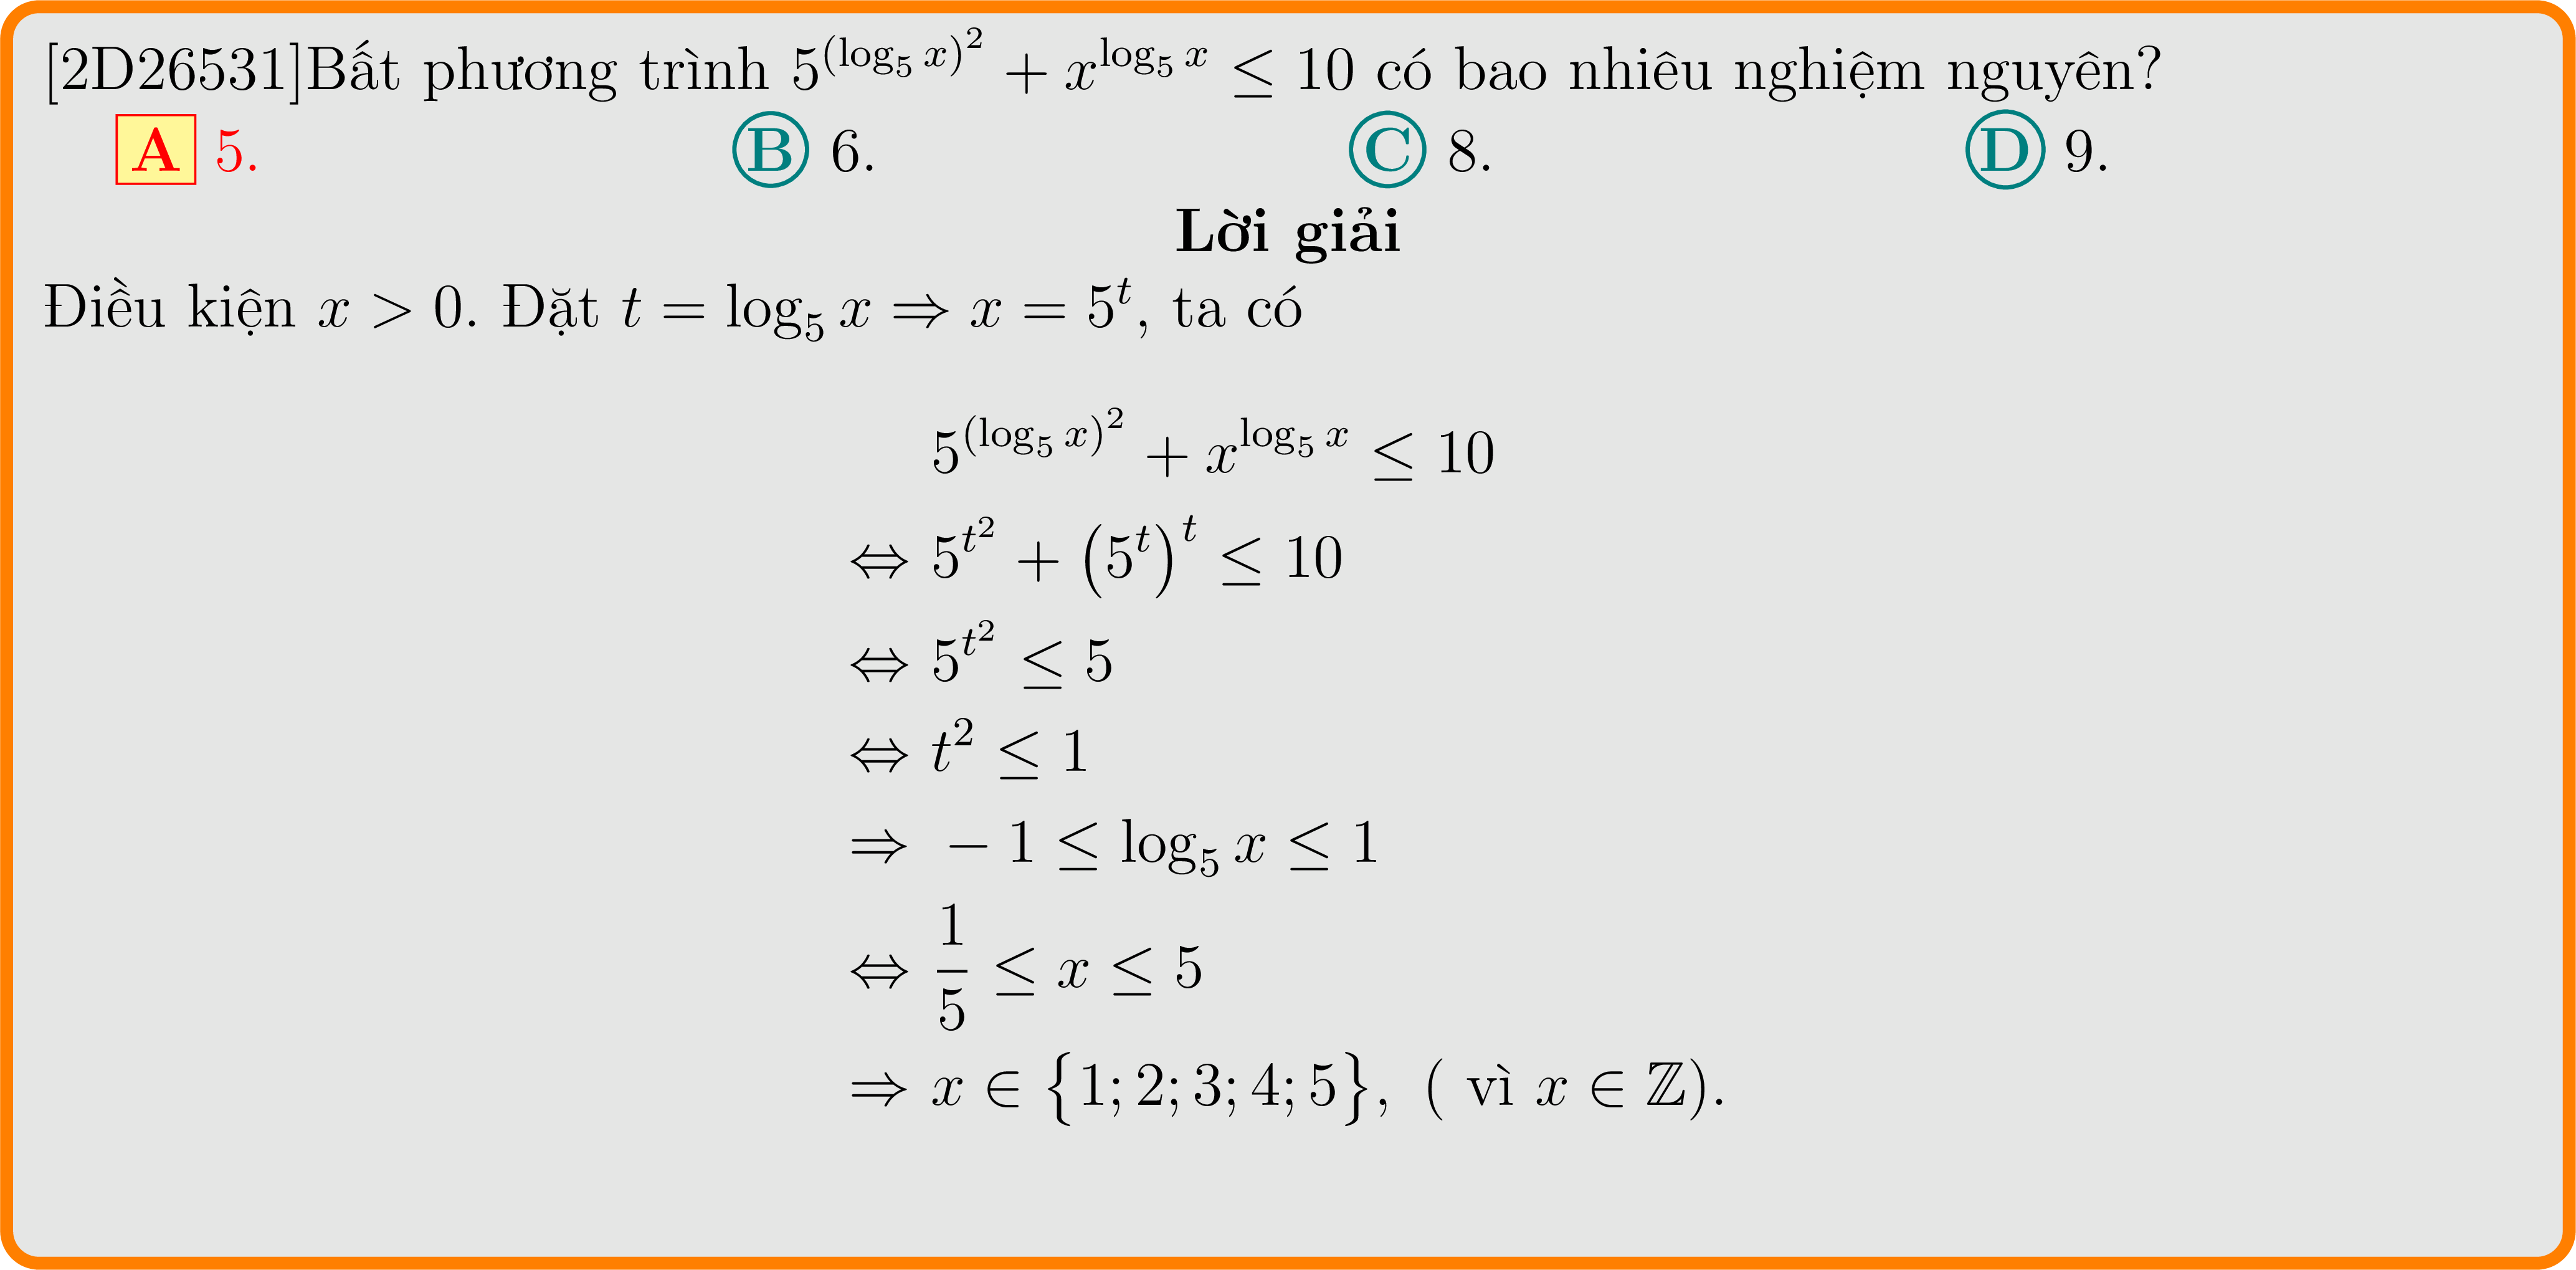 [2D26531]Bất phương trình $5^{(\log_5 x)^2} + x^{\log_5 x} \leq 10$ có bao nhiêu nghiệm nguyên?
A 5. B 6. C 8. D 9.
Lời giải
Điều kiện $x > 0$. Đặt $t = \log_5 x \Rightarrow x = 5^t$, ta có
$5^{(\log_5 x)^2} + x^{\log_5 x} \leq 10$
$\Leftrightarrow 5^{t^2} + \left(5^t\right)^t \leq 10$
$\Leftrightarrow 5^{t^2} \leq 5$
$\Leftrightarrow t^2 \leq 1$
$\Rightarrow -1 \leq \log_5 x \leq 1$
$\Leftrightarrow \frac{1}{5} \leq x \leq 5$
$\Rightarrow x \in \{1; 2; 3; 4; 5\}$, ( vì $x \in \mathbb{Z}$).